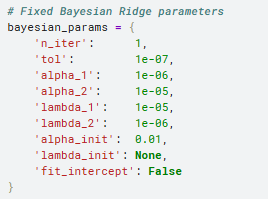 # Fixed Bayesian Ridge parameters
bayesian_params = {
    'n_iter':      1,
    'tol':         1e-07,
    'alpha_1':     1e-06,
    'alpha_2':     1e-05,
    'lambda_1':    1e-05,
    'lambda_2':    1e-06,
    'alpha_init':  0.01,
    'lambda_init': None,
    'fit_intercept': False
}